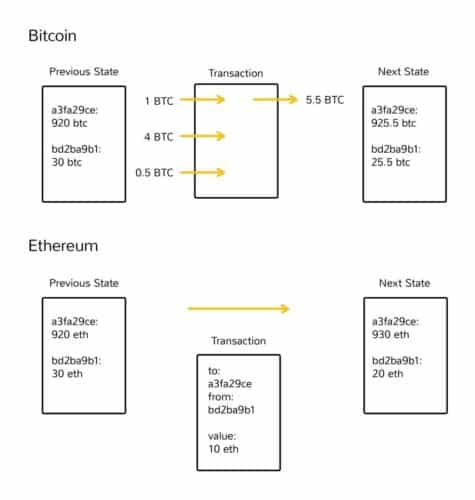 Bitcoin
Previous State
Transaction
Next State
a3fa29ce:
920 btc
bd2ba9b1:
30 btc
1 BTC
4 BTC
0.5 BTC
5.5 BTC
a3fa29ce:
925.5 btc
bd2ba9b1:
25.5 btc
Ethereum
Previous State
Next State
a3fa29ce:
920 eth
bd2ba9b1:
30 eth
Transaction
to:
a3fa29ce
from:
bd2ba9b1
value:
10 eth
a3fa29ce:
930 eth
bd2ba9b1:
20 eth